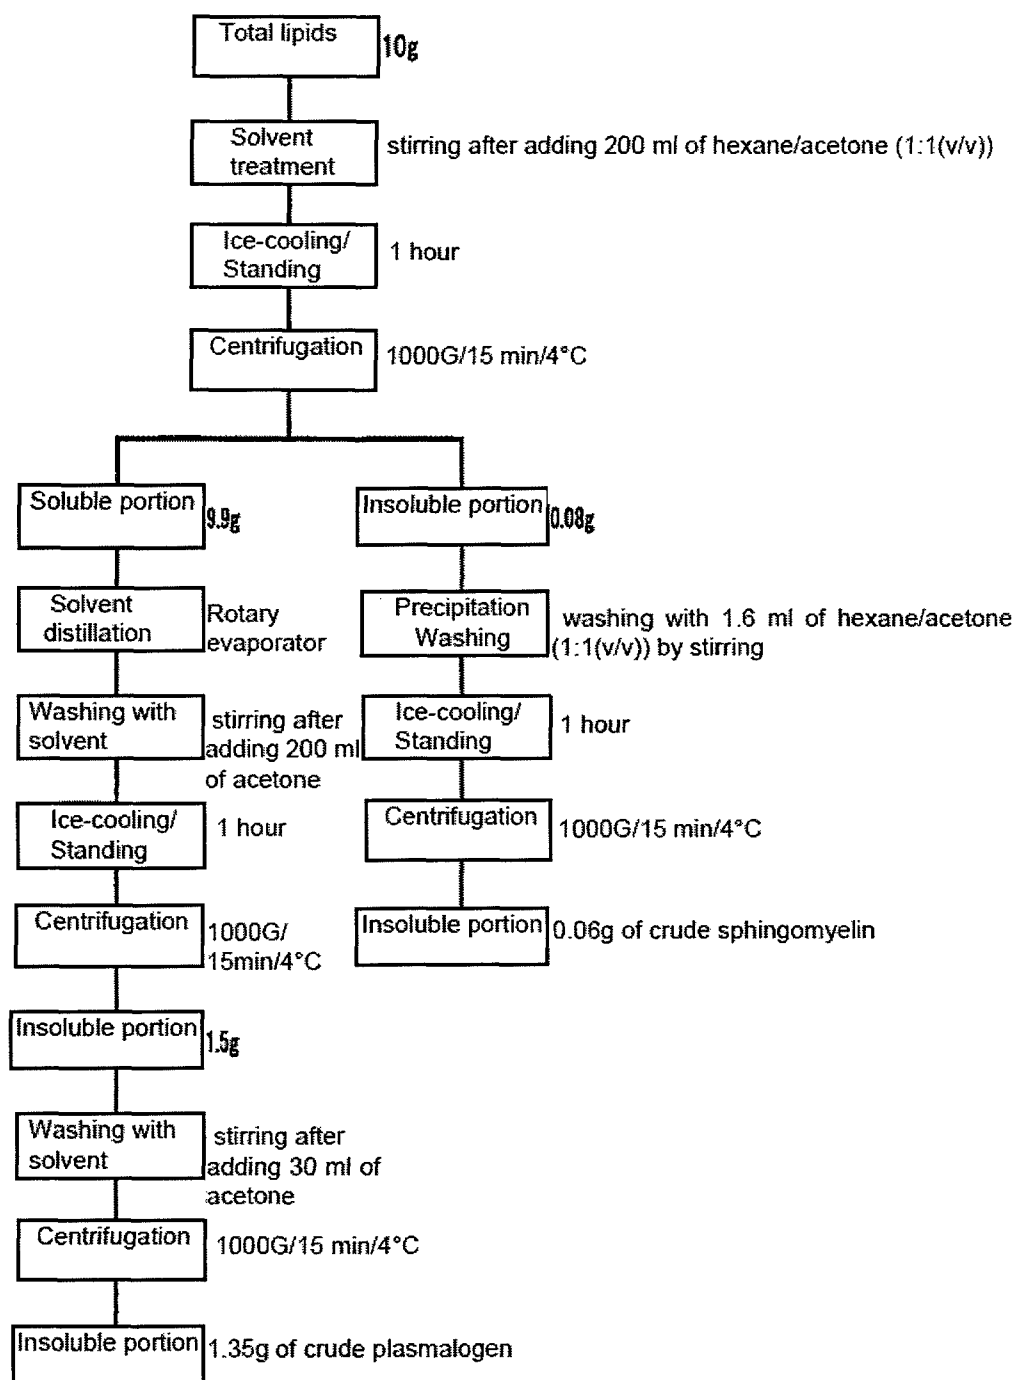 Total lipids
10g
Solvent
treatment
stirring after adding 200 ml of hexane/acetone (1:1(v/v))
Ice-cooling/
Standing
1 hour
Centrifugation
1000G/15 min/4°C
Soluble portion
9.9g
Solvent
distillation
Rotary
evaporator
Washing with
solvent
stirring after
adding 200 ml
of acetone
Ice-cooling/
Standing
1 hour
Centrifugation
1000G/
15min/4°C
Insoluble portion
1.5g
Washing with
solvent
stirring after
adding 30 ml of
acetone
Centrifugation
1000G/15 min/4°C
Insoluble portion
1.35g of crude plasmalogen
Insoluble portion
0.08g
Precipitation
Washing
washing with 1.6 ml of hexane/acetone
(1:1(v/v)) by stirring
Ice-cooling/
Standing
1 hour
Centrifugation
1000G/15 min/4°C
Insoluble portion
0.06g of crude sphingomyelin